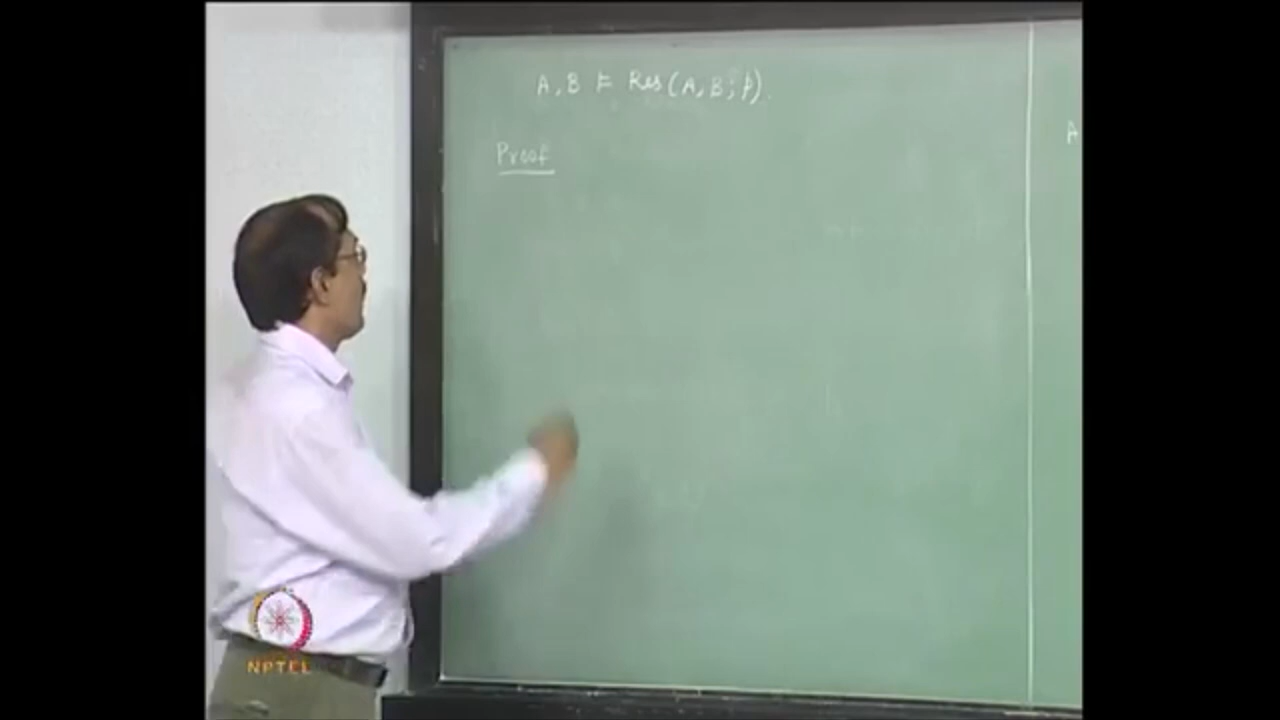 A, B ⊨ Res(A, B; p).
Proof
A
NPTEL